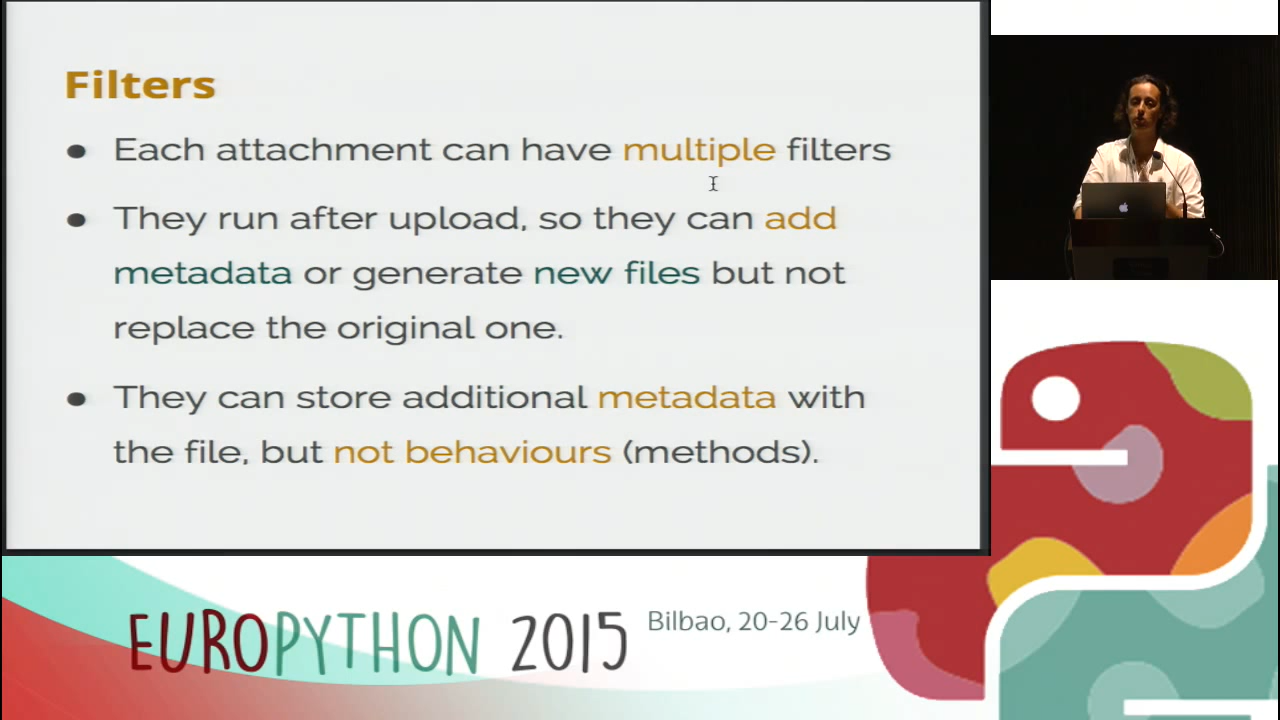 Filters
● Each attachment can have multiple filters
● They run after upload, so they can add
metadata or generate new files but not
replace the original one.
● They can store additional metadata with
the file, but not behaviours (methods).
EUROPYTHON 2015 Bilbao, 20-26 July